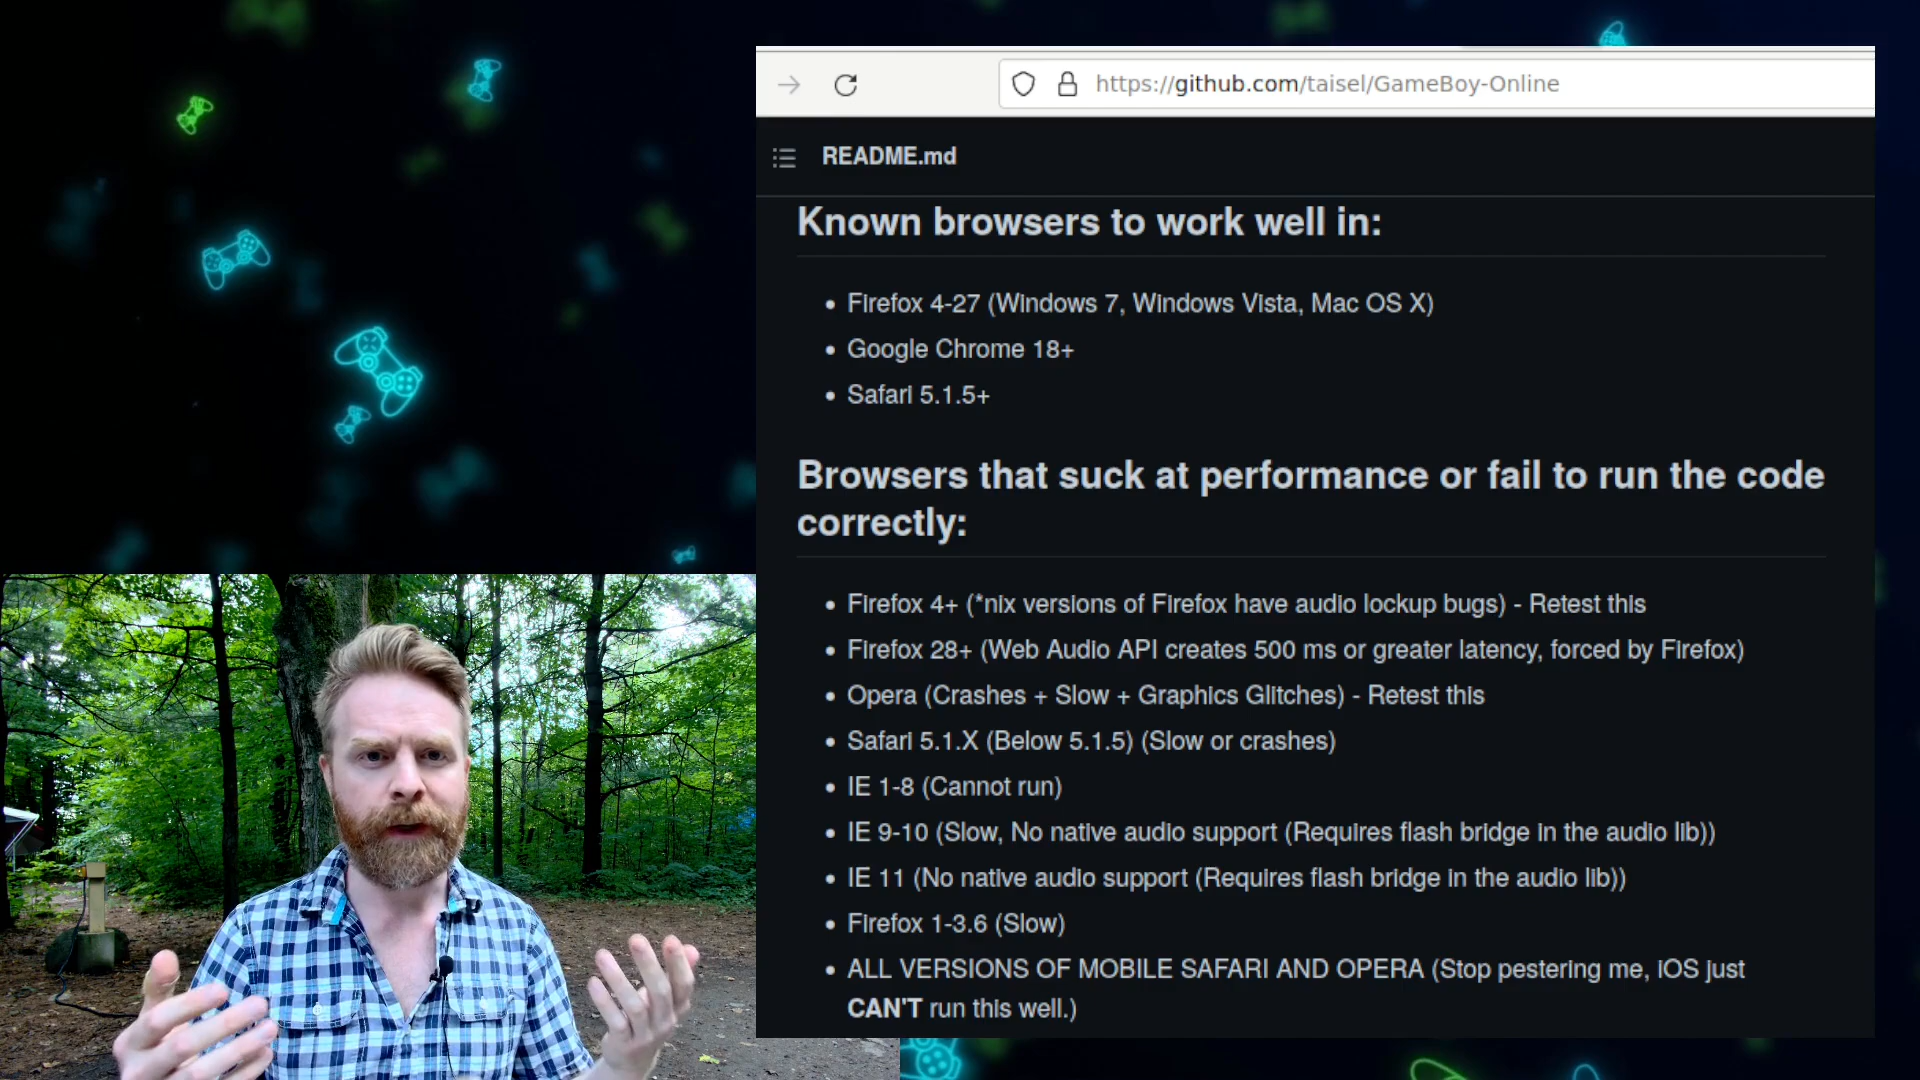 https://github.com/taisel/GameBoy-Online
README.md
Known browsers to work well in:
Firefox 4-27 (Windows 7, Windows Vista, Mac OS X)
Google Chrome 18+
Safari 5.1.5+
Browsers that suck at performance or fail to run the code
correctly:
Firefox 4+ (*nix versions of Firefox have audio lockup bugs) - Retest this
Firefox 28+ (Web Audio API creates 500 ms or greater latency, forced by Firefox)
Opera (Crashes + Slow + Graphics Glitches) - Retest this
Safari 5.1.X (Below 5.1.5) (Slow or crashes)
IE 1-8 (Cannot run)
IE 9-10 (Slow, No native audio support (Requires flash bridge in the audio lib))
IE 11 (No native audio support (Requires flash bridge in the audio lib))
Firefox 1-3.6 (Slow)
ALL VERSIONS OF MOBILE SAFARI AND OPERA (Stop pestering me, iOS just
CAN'T run this well.)